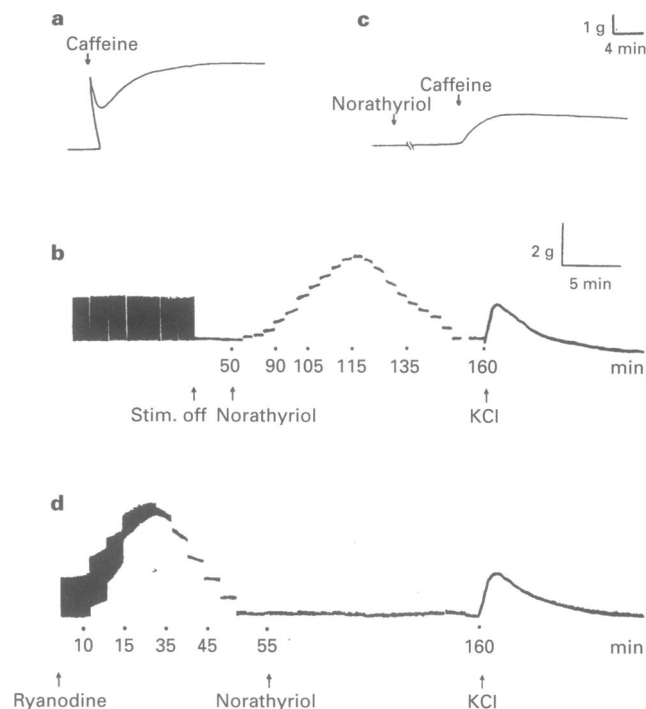 a
Caffeine
c
1 g
4 min
Caffeine
Norathyriol
b
2 g
5 min
50 90 105 115 135 160 min
Stim. off Norathyriol KCl
d
10 15 35 45 55 160 min
Ryanodine Norathyriol KCl